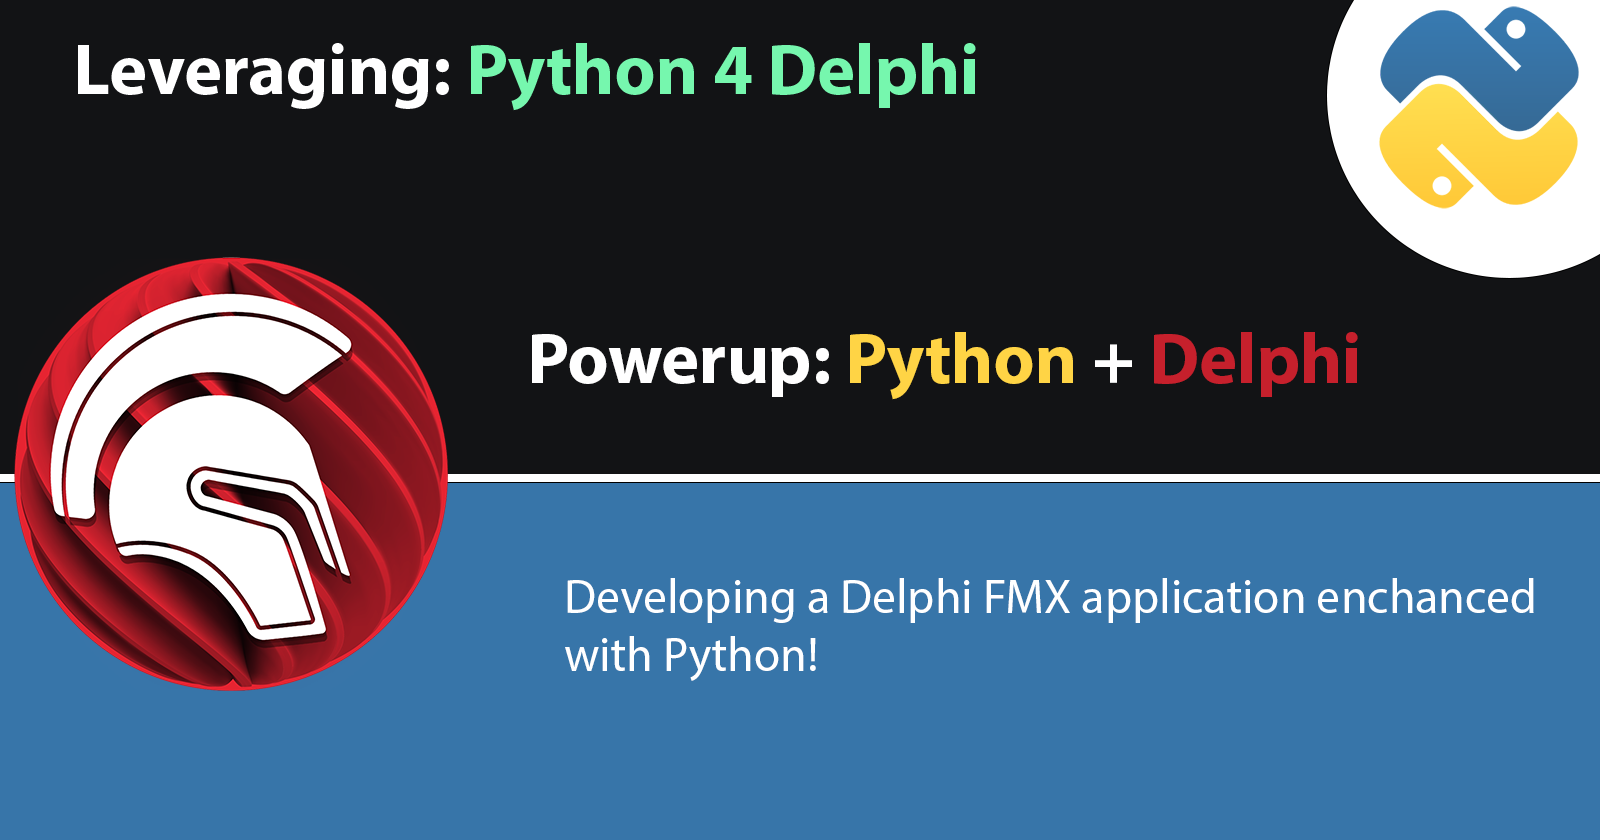 Leveraging: Python 4 Delphi
Powerup: Python + Delphi
Developing a Delphi FMX application enchanced
with Python!